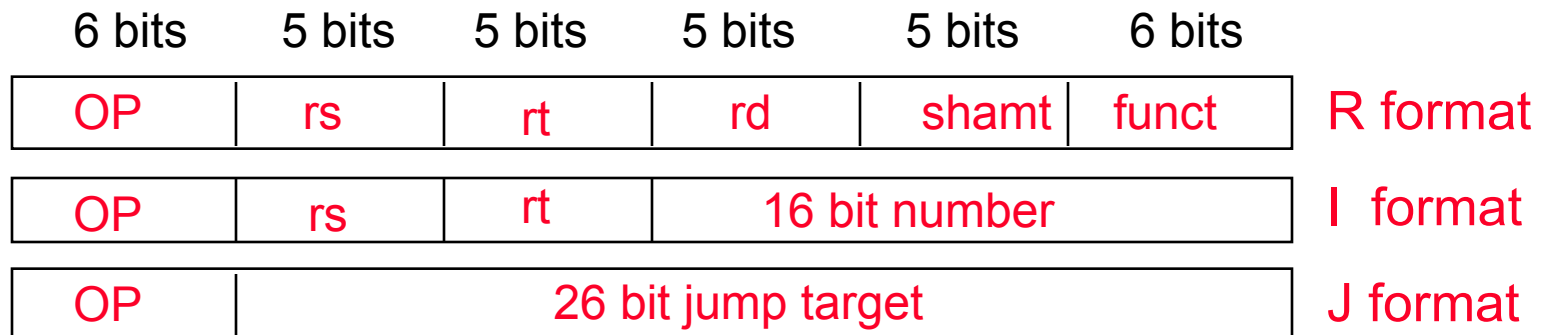 6 bits 5 bits 5 bits 5 bits 5 bits 6 bits
OP rs rt rd shamt funct R format
OP rs rt 16 bit number I format
OP 26 bit jump target J format